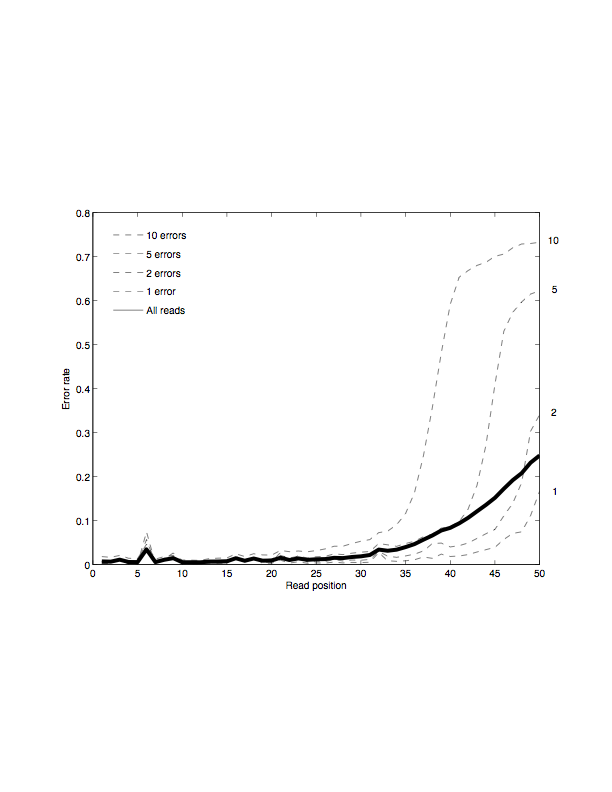 0.8
0.7
0.6
0.5
0.4
0.3
0.2
0.1
0
Error rate
10 errors
5 errors
2 errors
1 error
All reads
10
5
2
1
0 5 10 15 20 25 30 35 40 45 50
Read position